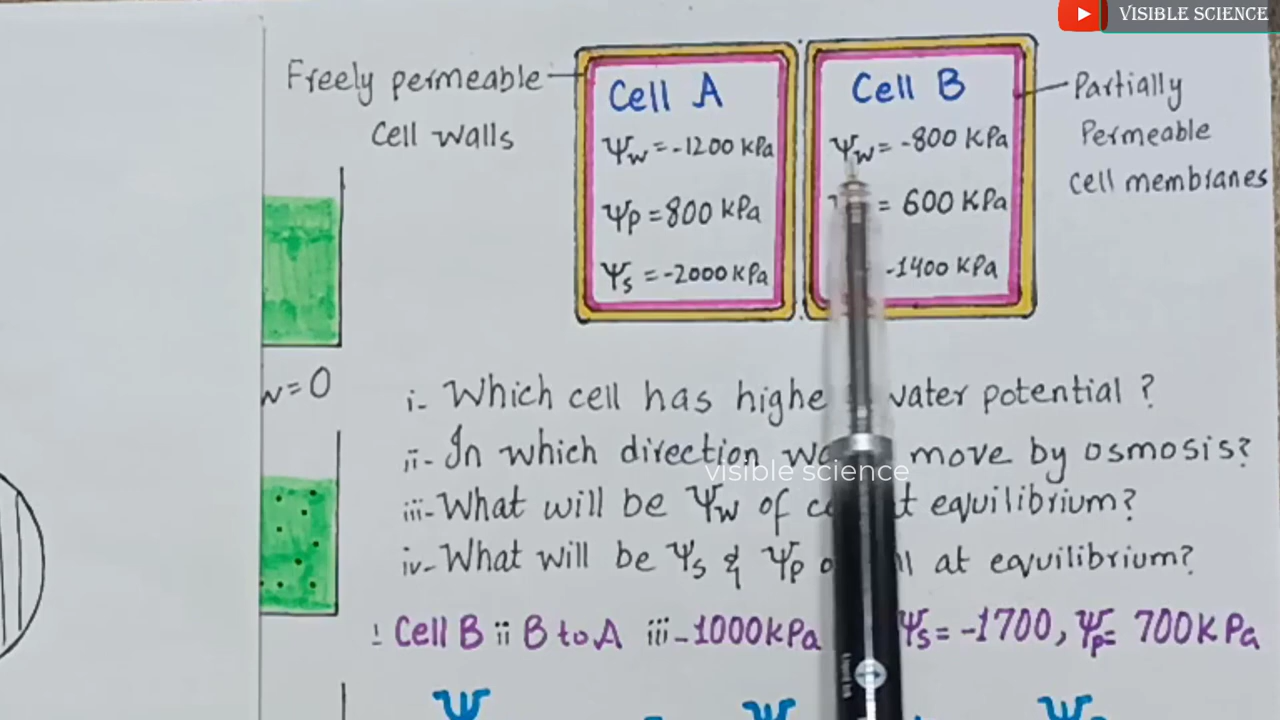 VISIBLE SCIENCE
Freely permeable
Cell walls
Cell A
Ψw = -1200 KPa
Ψp = 800 KPa
Ψs = -2000 KPa
Cell B
Ψw = -800 KPa
= 600 KPa
-1400 KPa
Partially
Permeable
Cell membranes
w = 0
i- Which cell has highe water potential ?
ii- In which direction wa move by osmosis?
iii- What will be Ψw of ce t equilibrium?
iv- What will be Ψs & Ψp o ll at equilibrium?
visible science
i Cell B ii B to A iii -1000 kPa Ψs = -1700, Ψp = 700 KPa
Ψ = Ψ + Ψ